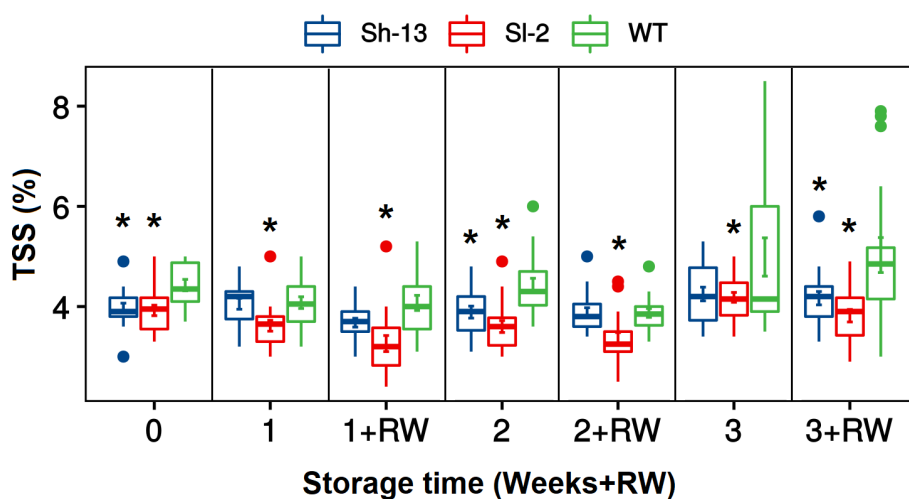 Sh-13 Sl-2 WT
TSS (%)
8
6
4
* * * * * * * * * *
0 1 1+RW 2 2+RW 3 3+RW
Storage time (Weeks+RW)